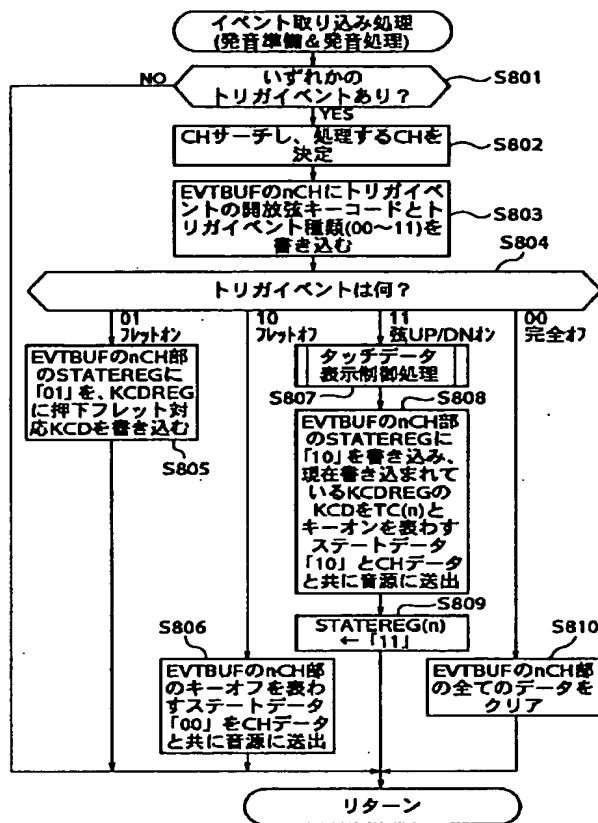 イベント取り込み処理
(発音準備&発音処理)
NO
いずれかの
トリガイベントあり？
S801
YES
CHサーチし、処理するCHを
決定
S802
EVTBUFのnCHにトリガイベ
ントの開放弦キーコードとト
リガイベント種類(00〜11)を
書き込む
S803
S804
トリガイベントは何？
01
フレットオン
10
フレットオフ
11
弦UP/DNオン
00
完全オフ
EVTBUFのnCH部
のSTATEREGに
「01」を、KCDREG
に押下フレット対
応KCDを書き込む
S805
タッチデータ
表示制御処理
S807
S808
EVTBUFのnCH部
のSTATEREGに
「10」を書き込み、
現在書き込まれて
いるKCDREGの
KCDをTC(n)と
キーオンを表わす
ステートデータ
「10」とCHデータ
と共に音源に送出
S809
STATEREG(n)
←「11」
S806
EVTBUFのnCH部
のキーオフを表わ
すステートデータ
「00」をCHデータ
と共に音源に送出
S810
EVTBUFのnCH部
の全てのデータを
クリア
リターン